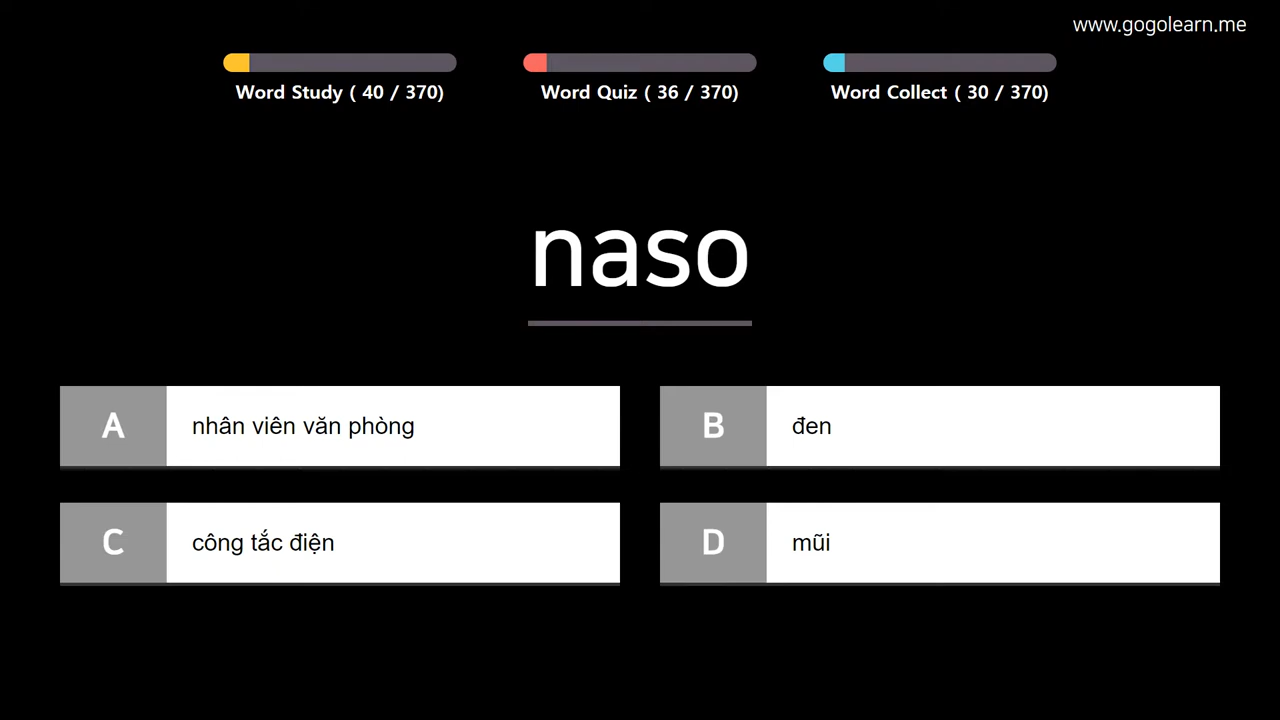 www.gogolearn.me
Word Study ( 40 / 370)
Word Quiz ( 36 / 370)
Word Collect ( 30 / 370)
naso
A nhân viên văn phòng
B đen
C công tắc điện
D mũi